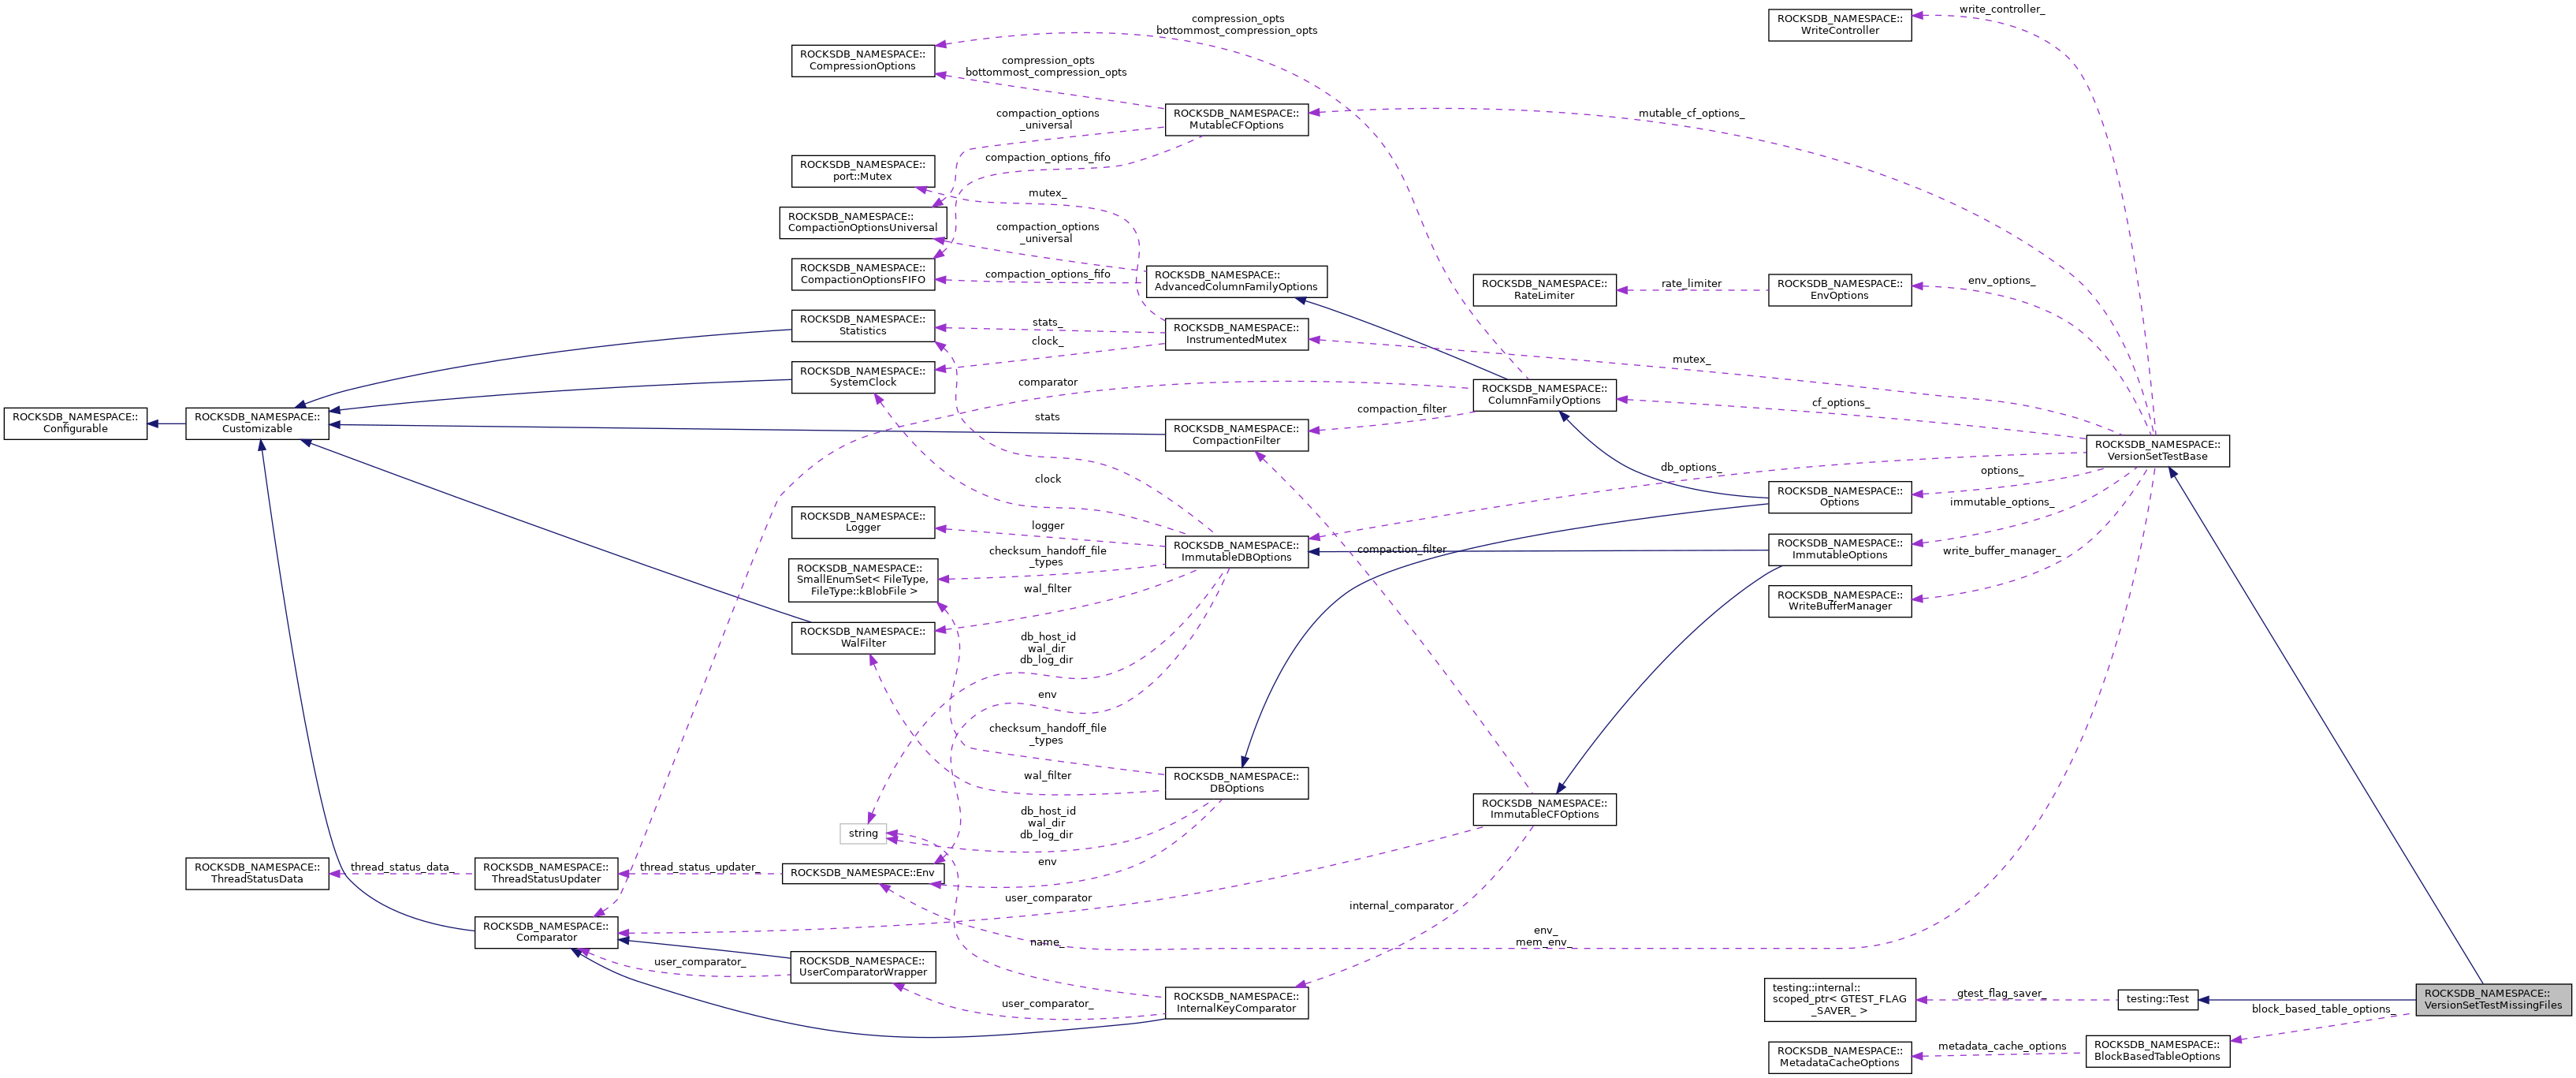 write_controller_
ROCKSDB_NAMESPACE::
WriteController
compression_opts
bottommost_compression_opts
ROCKSDB_NAMESPACE::
CompressionOptions
compression_opts
bottommost_compression_opts
ROCKSDB_NAMESPACE::
MutableCFOptions
mutable_cf_options_
compaction_options
_universal
compaction_options_fifo
ROCKSDB_NAMESPACE::
port::Mutex
mutex_
ROCKSDB_NAMESPACE::
CompactionOptionsUniversal
compaction_options
_universal
ROCKSDB_NAMESPACE::
CompactionOptionsFIFO
compaction_options_fifo
ROCKSDB_NAMESPACE::
AdvancedColumnFamilyOptions
ROCKSDB_NAMESPACE::
RateLimiter
rate_limiter
ROCKSDB_NAMESPACE::
EnvOptions
env_options_
ROCKSDB_NAMESPACE::
Statistics
stats_
clock_
ROCKSDB_NAMESPACE::
InstrumentedMutex
mutex_
ROCKSDB_NAMESPACE::
SystemClock
comparator
ROCKSDB_NAMESPACE::
ColumnFamilyOptions
cf_options_
ROCKSDB_NAMESPACE::
Configurable
ROCKSDB_NAMESPACE::
Customizable
stats
compaction_filter
ROCKSDB_NAMESPACE::
CompactionFilter
ROCKSDB_NAMESPACE::
VersionSetTestBase
clock
db_options_
options_
ROCKSDB_NAMESPACE::
Options
immutable_options_
ROCKSDB_NAMESPACE::
Logger
logger
checksum_handoff_file
_types
ROCKSDB_NAMESPACE::
ImmutableDBOptions
compaction_filter
ROCKSDB_NAMESPACE::
ImmutableOptions
write_buffer_manager_
ROCKSDB_NAMESPACE::
SmallEnumSet< FileType,
FileType::kBlobFile >
wal_filter
ROCKSDB_NAMESPACE::
WriteBufferManager
ROCKSDB_NAMESPACE::
WalFilter
db_host_id
wal_dir
db_log_dir
env
checksum_handoff_file
_types
wal_filter
ROCKSDB_NAMESPACE::
DBOptions
ROCKSDB_NAMESPACE::
ImmutableCFOptions
string
db_host_id
wal_dir
db_log_dir
env
ROCKSDB_NAMESPACE::
ThreadStatusData
thread_status_data_
ROCKSDB_NAMESPACE::
ThreadStatusUpdater
thread_status_updater_
ROCKSDB_NAMESPACE::Env
user_comparator
internal_comparator
ROCKSDB_NAMESPACE::
Comparator
name_
env_
mem_env_
user_comparator_
ROCKSDB_NAMESPACE::
UserComparatorWrapper
user_comparator_
ROCKSDB_NAMESPACE::
InternalKeyComparator
testing::internal::
scoped_ptr< GTEST_FLAG
_SAVER_ >
gtest_flag_saver_
testing::Test
ROCKSDB_NAMESPACE::
VersionSetTestMissingFiles
block_based_table_options_
ROCKSDB_NAMESPACE::
MetadataCacheOptions
metadata_cache_options
ROCKSDB_NAMESPACE::
BlockBasedTableOptions